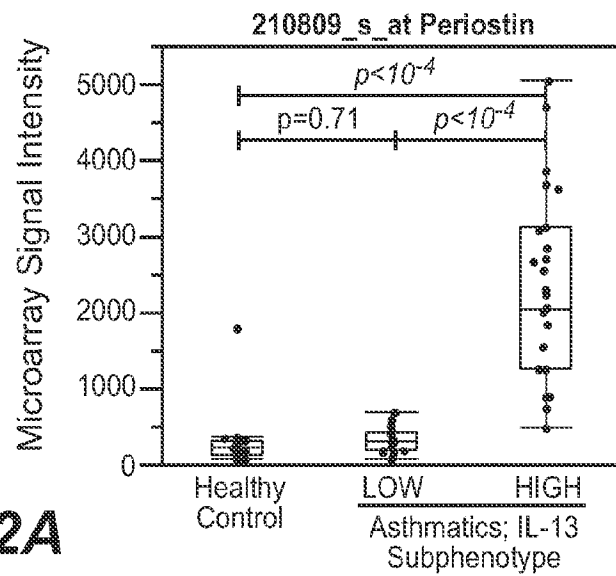 210809_s_at Periostin
Microarray Signal Intensity
5000
4000
3000
2000
1000
0
p<10-4
p=0.71
p<10-4
Healthy
Control
LOW
HIGH
Asthmatics; IL-13
Subphenotype
2A